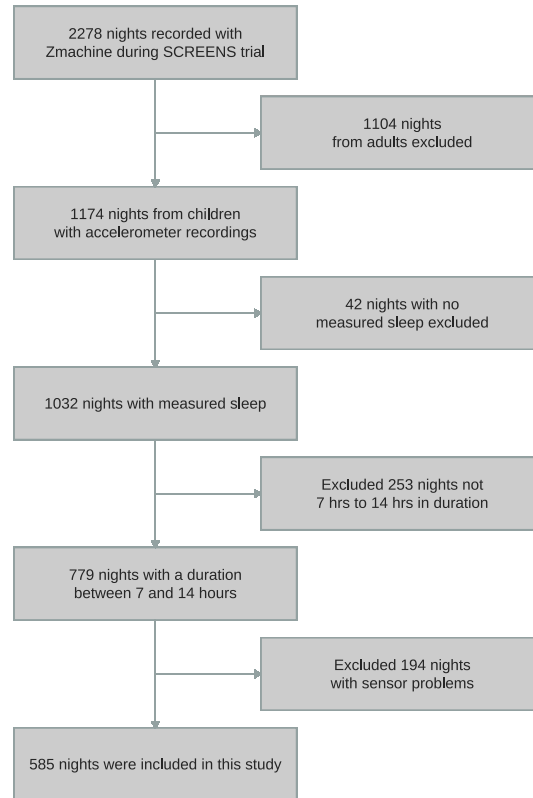 2278 nights recorded with
Zmachine during SCREENS trial
1104 nights
from adults excluded
1174 nights from children
with accelerometer recordings
42 nights with no
measured sleep excluded
1032 nights with measured sleep
Excluded 253 nights not
7 hrs to 14 hrs in duration
779 nights with a duration
between 7 and 14 hours
Excluded 194 nights
with sensor problems
585 nights were included in this study